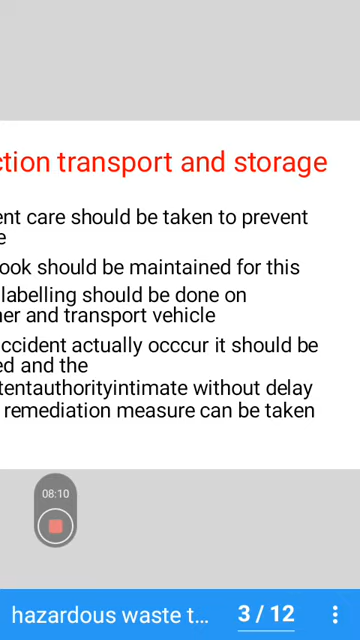 ction transport and storage
ent care should be taken to prevent
e
ook should be maintained for this
labelling should be done on
ner and transport vehicle
ccident actually occcur it should be
ed and the
tentauthorityintimate without delay
remediation measure can be taken
08:10
hazardous waste t...
3 / 12